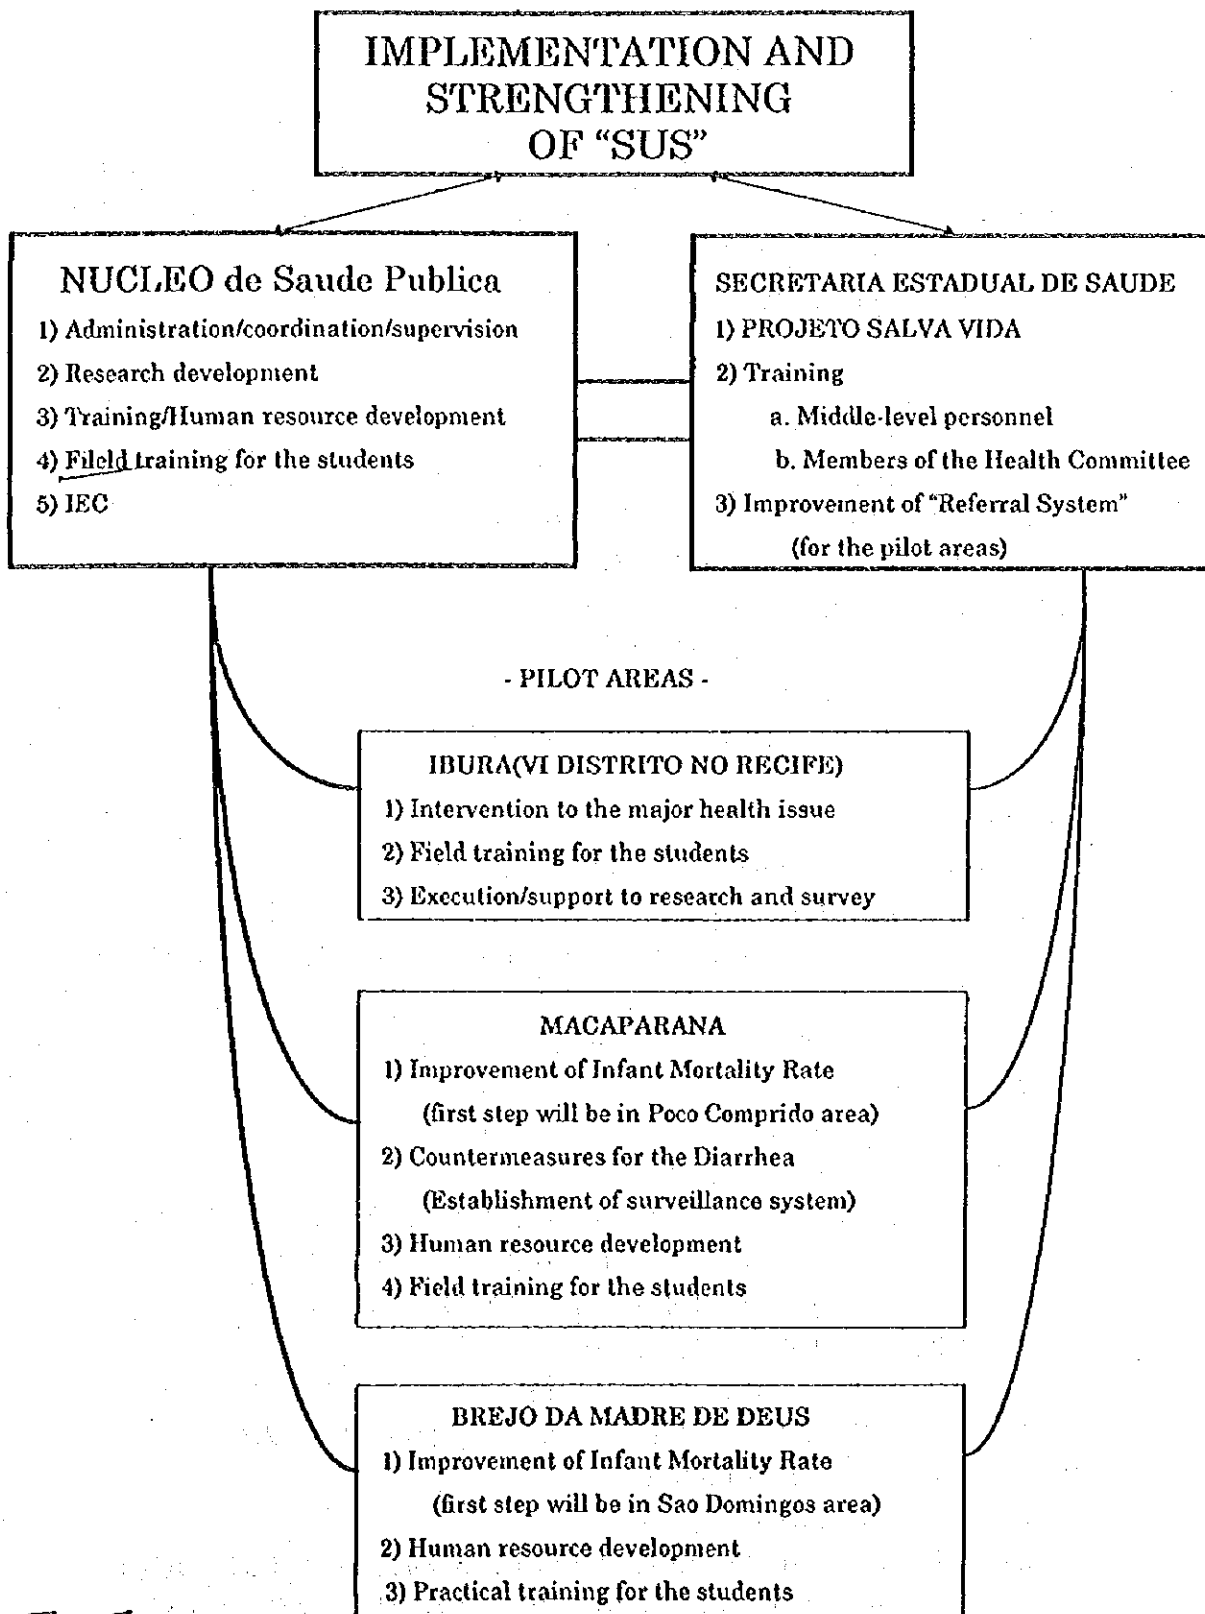 IMPLEMENTATION AND
STRENGTHENING
OF “SUS”
NUCLEO de Saude Publica
1) Administration/coordination/supervision
2) Research development
3) Training/Human resource development
4) Fileld training for the students
5) IEC
SECRETARIA ESTADUAL DE SAUDE
1) PROJETO SALVA VIDA
2) Training
a. Middle-level personnel
b. Members of the Health Committee
3) Improvement of “Referral System”
(for the pilot areas)
- PILOT AREAS -
IBURA(VI DISTRITO NO RECIFE)
1) Intervention to the major health issue
2) Field training for the students
3) Execution/support to research and survey
MACAPARANA
1) Improvement of Infant Mortality Rate
(first step will be in Poco Comprido area)
2) Countermeasures for the Diarrhea
(Establishment of surveillance system)
3) Human resource development
4) Field training for the students
BREJO DA MADRE DE DEUS
1) Improvement of Infant Mortality Rate
(first step will be in Sao Domingos area)
2) Human resource development
3) Practical training for the students